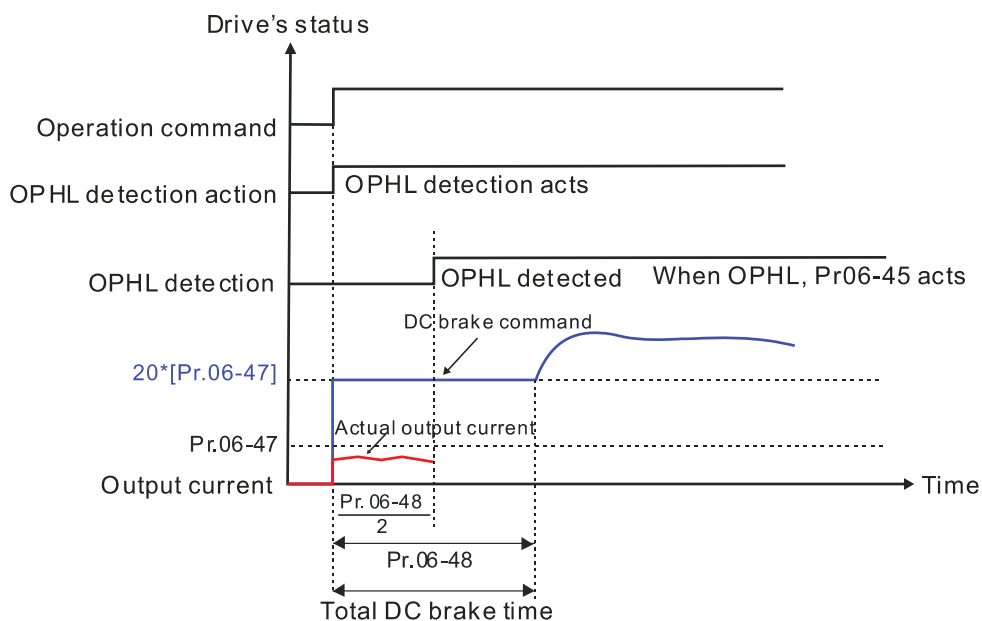 Drive's status
Operation command
OPHL detection action
OPHL detection acts
OPHL detection
OPHL detected
When OPHL, Pr06-45 acts
DC brake command
20*[Pr.06-47]
Actual output current
Pr.06-47
Output current
Time
Pr. 06-48
2
Pr.06-48
Total DC brake time